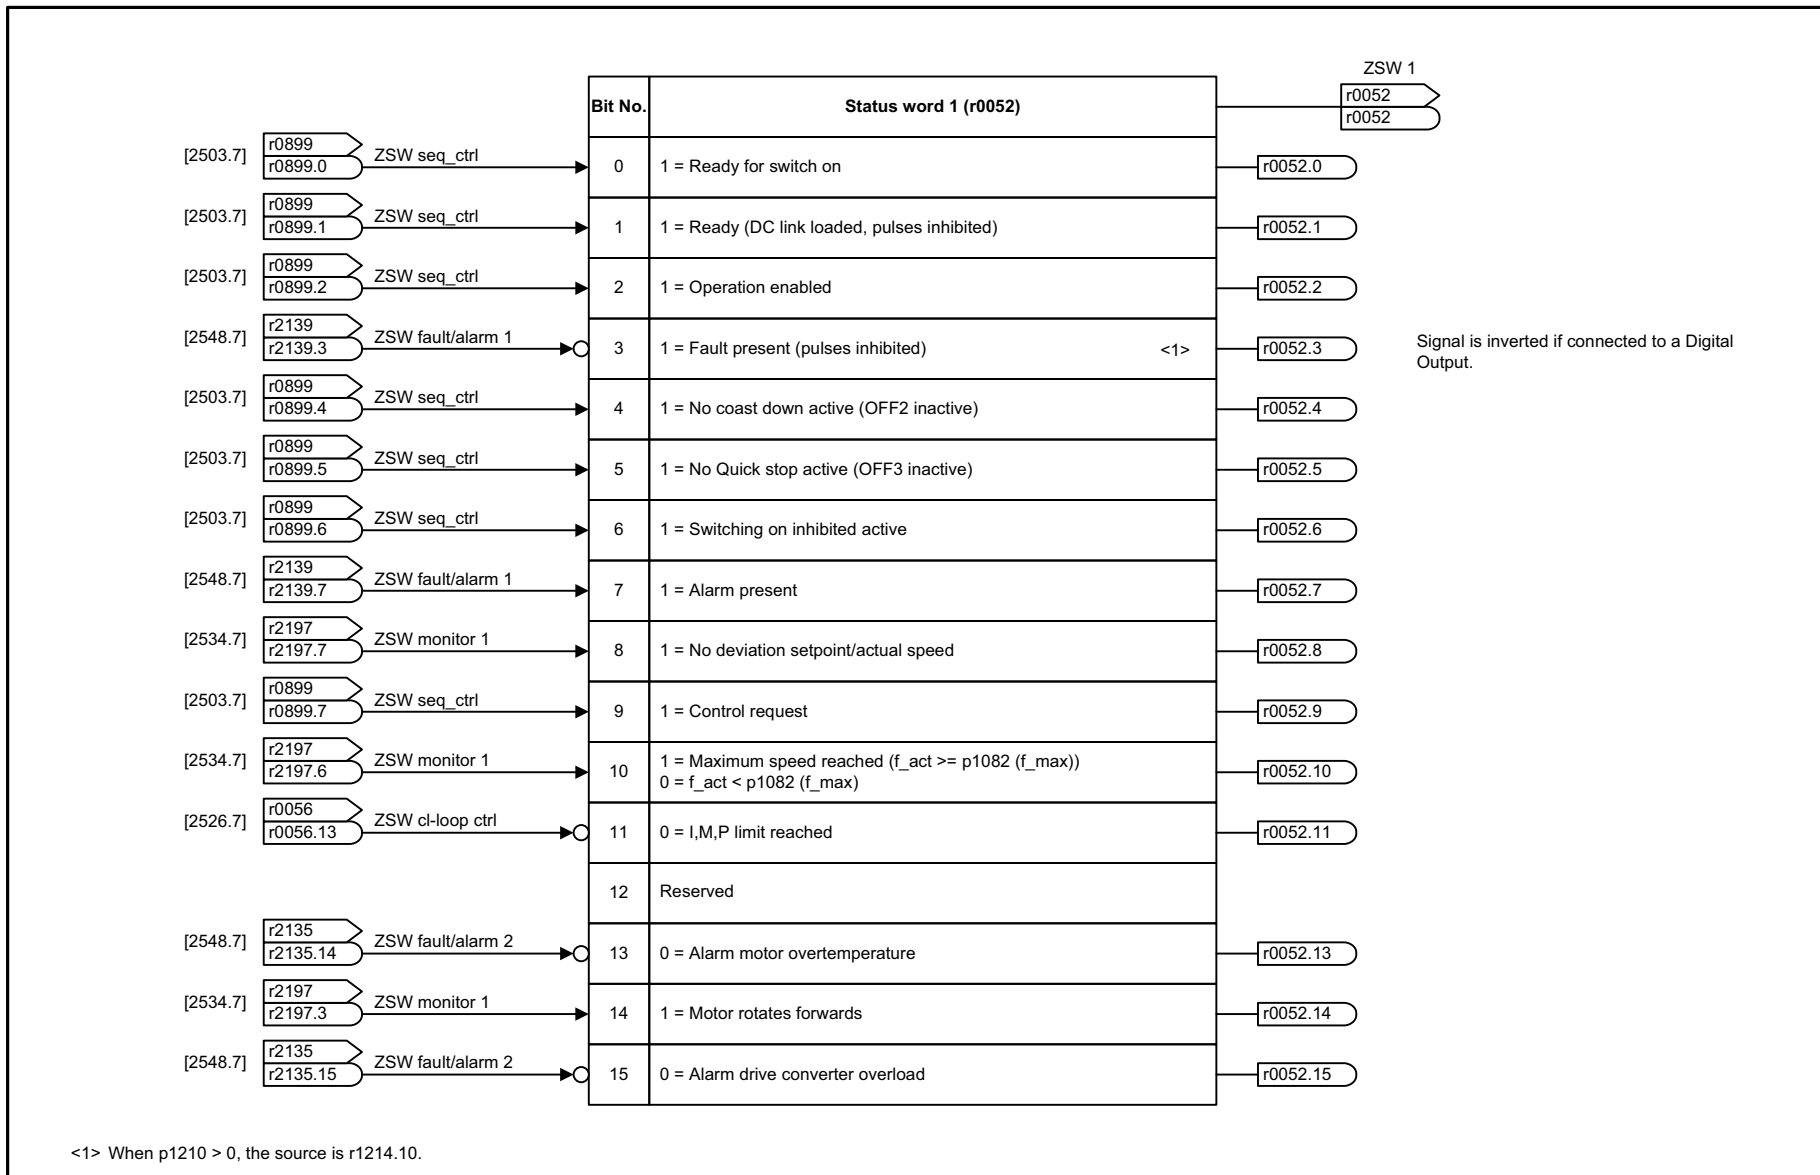 ZSW 1
r0052
r0052
Bit No. Status word 1 (r0052)
[2503.7] r0899 ZSW seq_ctrl
r0899.0 0 1 = Ready for switch on r0052.0
[2503.7] r0899 ZSW seq_ctrl
r0899.1 1 1 = Ready (DC link loaded, pulses inhibited) r0052.1
[2503.7] r0899 ZSW seq_ctrl
r0899.2 2 1 = Operation enabled r0052.2
[2548.7] r2139 ZSW fault/alarm 1
r2139.3 3 1 = Fault present (pulses inhibited) <1> r0052.3
Signal is inverted if connected to a Digital
Output.
[2503.7] r0899 ZSW seq_ctrl
r0899.4 4 1 = No coast down active (OFF2 inactive) r0052.4
[2503.7] r0899 ZSW seq_ctrl
r0899.5 5 1 = No Quick stop active (OFF3 inactive) r0052.5
[2503.7] r0899 ZSW seq_ctrl
r0899.6 6 1 = Switching on inhibited active r0052.6
[2548.7] r2139 ZSW fault/alarm 1
r2139.7 7 1 = Alarm present r0052.7
[2534.7] r2197 ZSW monitor 1
r2197.7 8 1 = No deviation setpoint/actual speed r0052.8
[2503.7] r0899 ZSW seq_ctrl
r0899.7 9 1 = Control request r0052.9
[2534.7] r2197 ZSW monitor 1
r2197.6 10 1 = Maximum speed reached (f_act >= p1082 (f_max)) r0052.10
0 = f_act < p1082 (f_max)
[2526.7] r0056 ZSW cl-loop ctrl
r0056.13 11 0 = I,M,P limit reached r0052.11
12 Reserved
[2548.7] r2135 ZSW fault/alarm 2
r2135.14 13 0 = Alarm motor overtemperature r0052.13
[2534.7] r2197 ZSW monitor 1
r2197.3 14 1 = Motor rotates forwards r0052.14
[2548.7] r2135 ZSW fault/alarm 2
r2135.15 15 0 = Alarm drive converter overload r0052.15
<1> When p1210 > 0, the source is r1214.10.